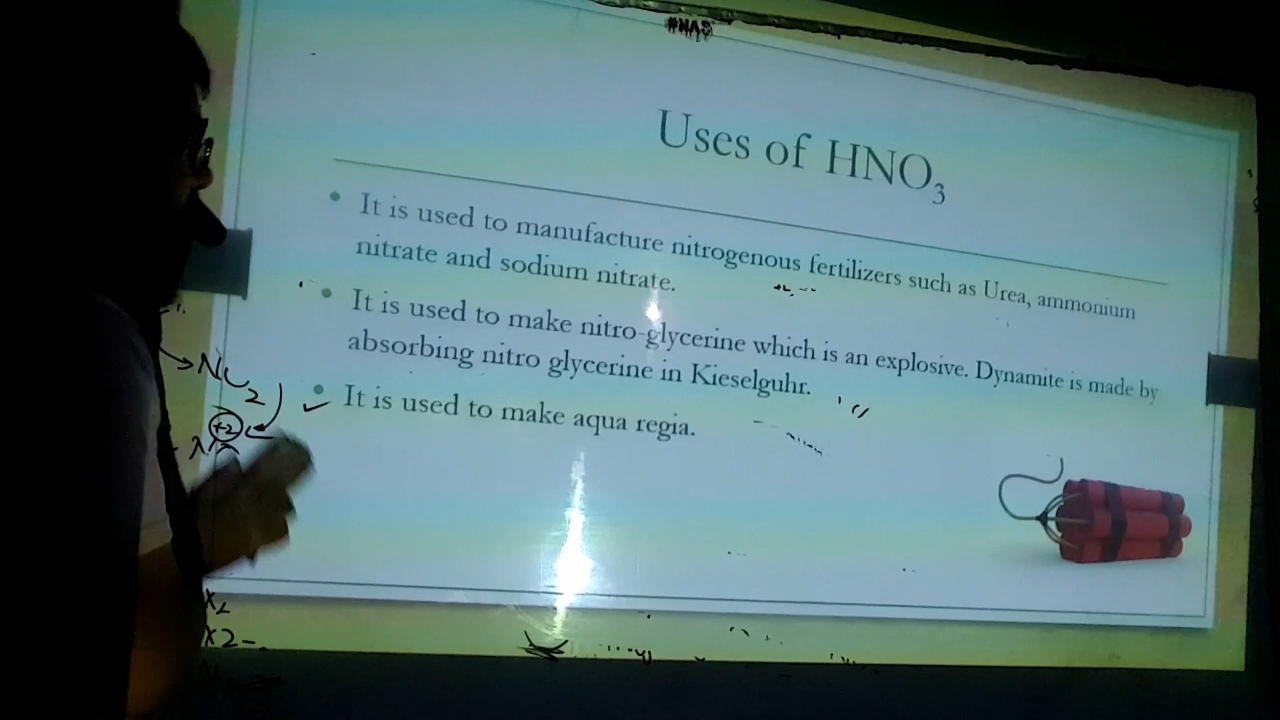 #NAS
Uses of HNO₃
• It is used to manufacture nitrogenous fertilizers such as Urea, ammonium
nitrate and sodium nitrate.
• It is used to make nitro-glycerine which is an explosive. Dynamite is made by
absorbing nitro glycerine in Kieselguhr.
• It is used to make aqua regia.
+2